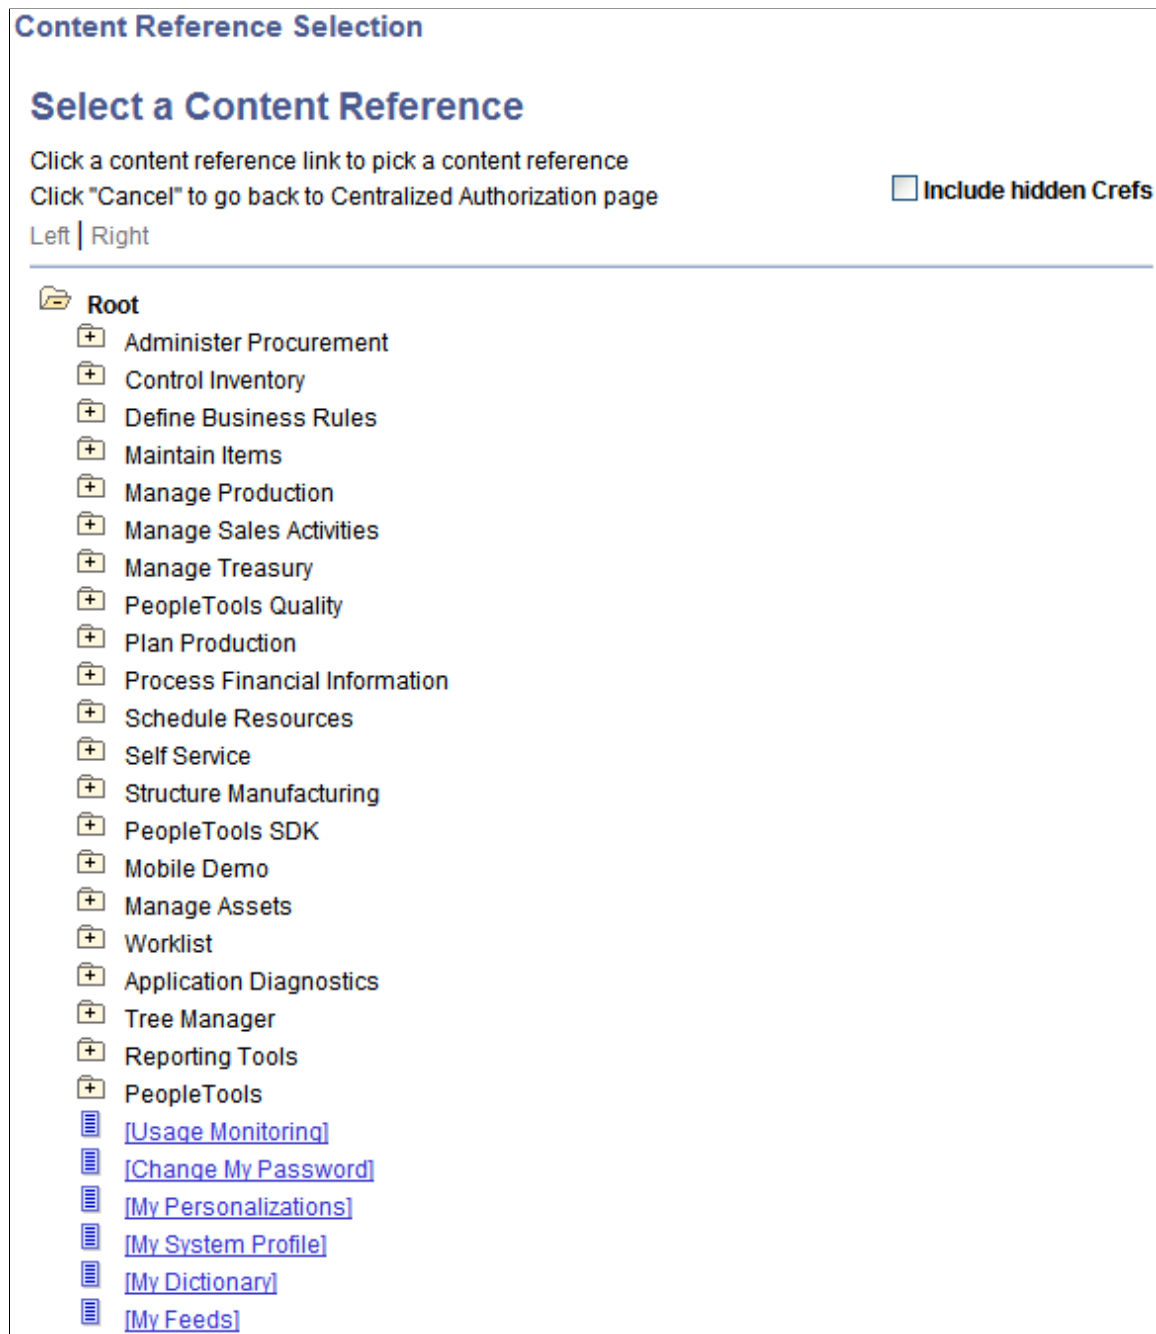 Content Reference Selection
Select a Content Reference
Click a content reference link to pick a content reference
Click "Cancel" to go back to Centralized Authorization page
Include hidden Crefs
Left | Right
Root
Administer Procurement
Control Inventory
Define Business Rules
Maintain Items
Manage Production
Manage Sales Activities
Manage Treasury
PeopleTools Quality
Plan Production
Process Financial Information
Schedule Resources
Self Service
Structure Manufacturing
PeopleTools SDK
Mobile Demo
Manage Assets
Worklist
Application Diagnostics
Tree Manager
Reporting Tools
PeopleTools
[Usage Monitoring]
[Change My Password]
[My Personalizations]
[My System Profile]
[My Dictionary]
[My Feeds]